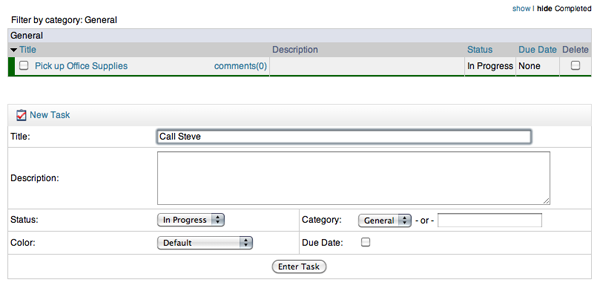 show | hide Completed
Filter by category: General
General
Title Description Status Due Date Delete
Pick up Office Supplies comments(0) In Progress None
New Task
Title: Call Steve
Description:
Status: In Progress Category: General - or -
Color: Default Due Date:
Enter Task